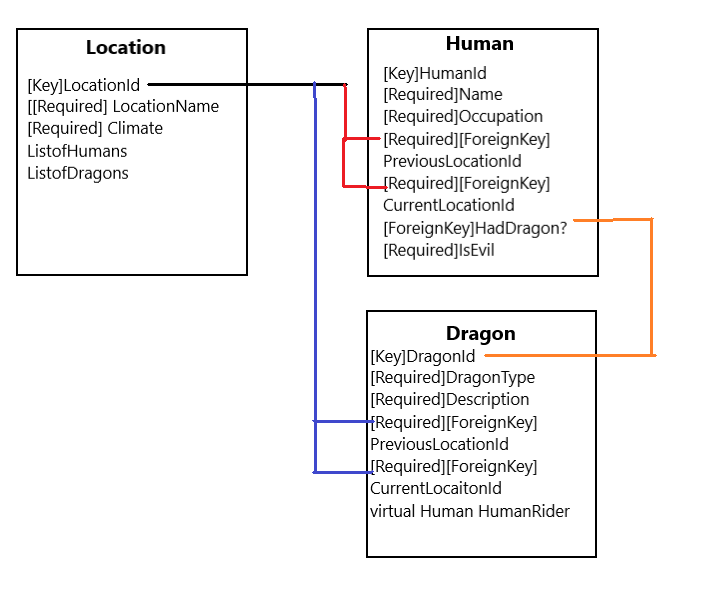 Location
[Key]LocationId
[[Required] LocationName
[Required] Climate
ListofHumans
ListofDragons
Human
[Key]HumanId
[Required]Name
[Required]Occupation
[Required][ForeignKey]
PreviousLocationId
[Required][ForeignKey]
CurrentLocationId
[ForeignKey]HadDragon?
[Required]IsEvil
Dragon
[Key]DragonId
[Required]DragonType
[Required]Description
[Required][ForeignKey]
PreviousLocationId
[Required][ForeignKey]
CurrentLocaitonId
virtual Human HumanRider